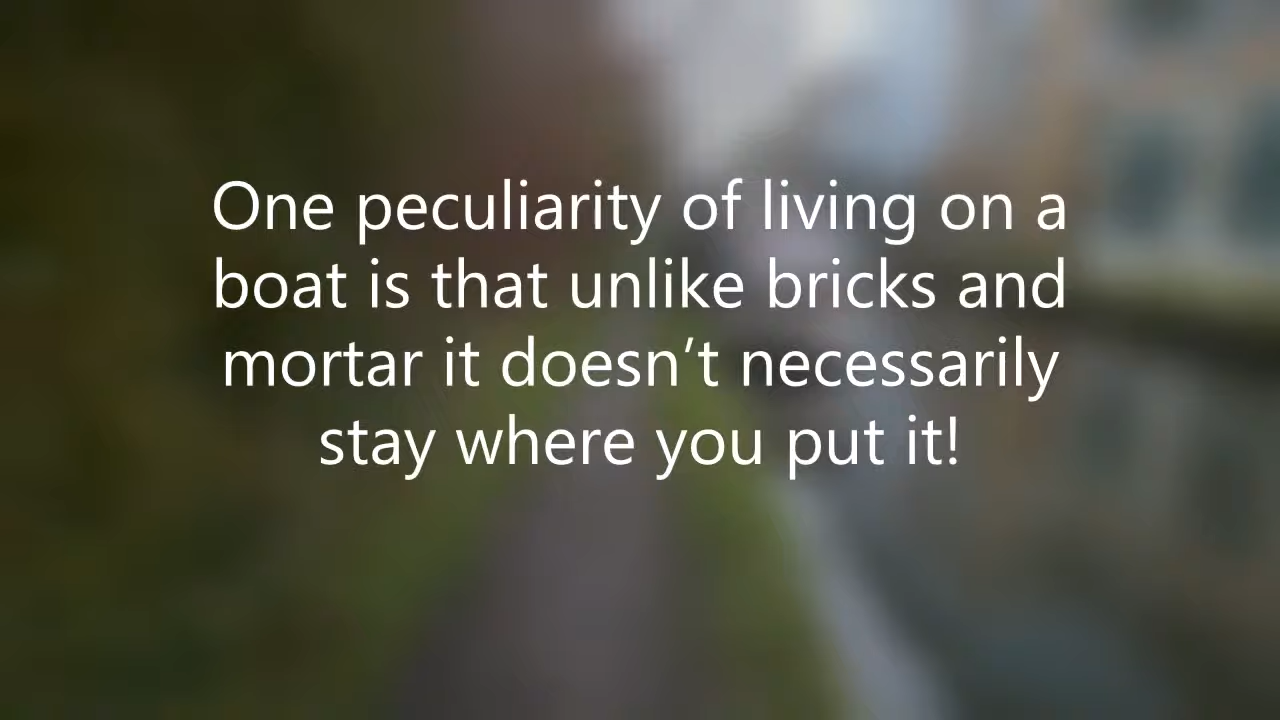 One peculiarity of living on a
boat is that unlike bricks and
mortar it doesn’t necessarily
stay where you put it!